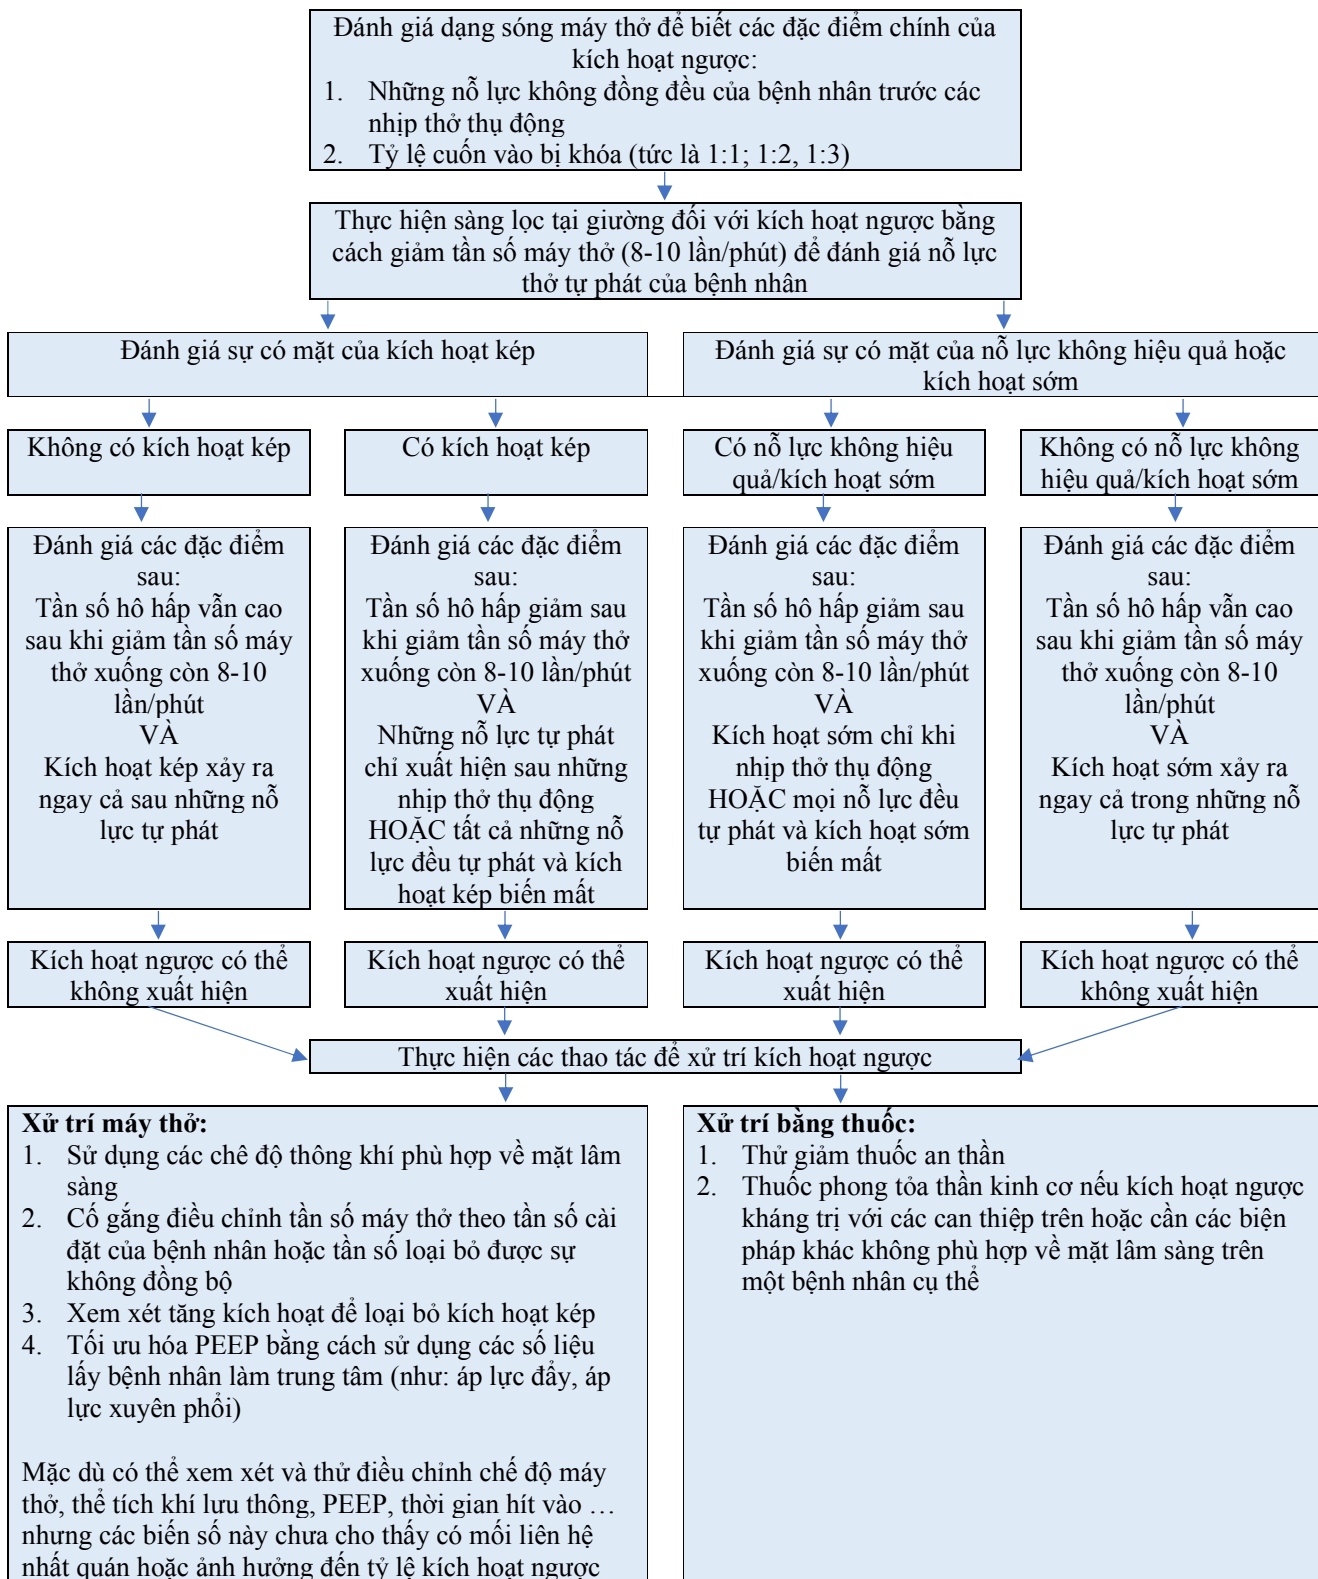 Đánh giá dạng sóng máy thở để biết các đặc điểm chính của
kích hoạt ngược:
1. Những nỗ lực không đồng đều của bệnh nhân trước các
nhịp thở thụ động
2. Tỷ lệ cuốn vào bị khóa (tức là 1:1; 1:2, 1:3)
Thực hiện sàng lọc tại giường đối với kích hoạt ngược bằng
cách giảm tần số máy thở (8-10 lần/phút) để đánh giá nỗ lực
thở tự phát của bệnh nhân
Đánh giá sự có mặt của kích hoạt kép
Đánh giá sự có mặt của nỗ lực không hiệu quả hoặc
kích hoạt sớm
Không có kích hoạt kép
Có kích hoạt kép
Có nỗ lực không hiệu
quả/kích hoạt sớm
Không có nỗ lực không
hiệu quả/kích hoạt sớm
Đánh giá các đặc điểm
sau:
Tần số hô hấp vẫn cao
sau khi giảm tần số máy
thở xuống còn 8-10
lần/phút
VÀ
Kích hoạt kép xảy ra
ngay cả sau những nỗ
lực tự phát
Đánh giá các đặc điểm
sau:
Tần số hô hấp giảm sau
khi giảm tần số máy thở
xuống còn 8-10 lần/phút
VÀ
Những nỗ lực tự phát
chỉ xuất hiện sau những
nhịp thở thụ động
HOẶC tất cả những nỗ
lực đều tự phát và kích
hoạt kép biến mất
Đánh giá các đặc điểm
sau:
Tần số hô hấp giảm sau
khi giảm tần số máy thở
xuống còn 8-10 lần/phút
VÀ
Kích hoạt sớm chỉ khi
nhịp thở thụ động
HOẶC mọi nỗ lực đều
tự phát và kích hoạt sớm
biến mất
Đánh giá các đặc điểm
sau:
Tần số hô hấp vẫn cao
sau khi giảm tần số máy
thở xuống còn 8-10
lần/phút
VÀ
Kích hoạt sớm xảy ra
ngay cả trong những nỗ
lực tự phát
Kích hoạt ngược có thể
không xuất hiện
Kích hoạt ngược có thể
xuất hiện
Kích hoạt ngược có thể
xuất hiện
Kích hoạt ngược có thể
không xuất hiện
Thực hiện các thao tác để xử trí kích hoạt ngược
Xử trí máy thở:
1. Sử dụng các chế độ thông khí phù hợp về mặt lâm
sàng
2. Cố gắng điều chỉnh tần số máy thở theo tần số cài
đặt của bệnh nhân hoặc tần số loại bỏ được sự
không đồng bộ
3. Xem xét tăng kích hoạt để loại bỏ kích hoạt kép
4. Tối ưu hóa PEEP bằng cách sử dụng các số liệu
lấy bệnh nhân làm trung tâm (như: áp lực đẩy, áp
lực xuyên phổi)
Mặc dù có thể xem xét và thử điều chỉnh chế độ máy
thở, thể tích khí lưu thông, PEEP, thời gian hít vào …
nhưng các biến số này chưa cho thấy có mối liên hệ
nhất quán hoặc ảnh hưởng đến tỷ lệ kích hoạt ngược
Xử trí bằng thuốc:
1. Thử giảm thuốc an thần
2. Thuốc phong tỏa thần kinh cơ nếu kích hoạt ngược
kháng trị với các can thiệp trên hoặc cần các biện
pháp khác không phù hợp về mặt lâm sàng trên
một bệnh nhân cụ thể